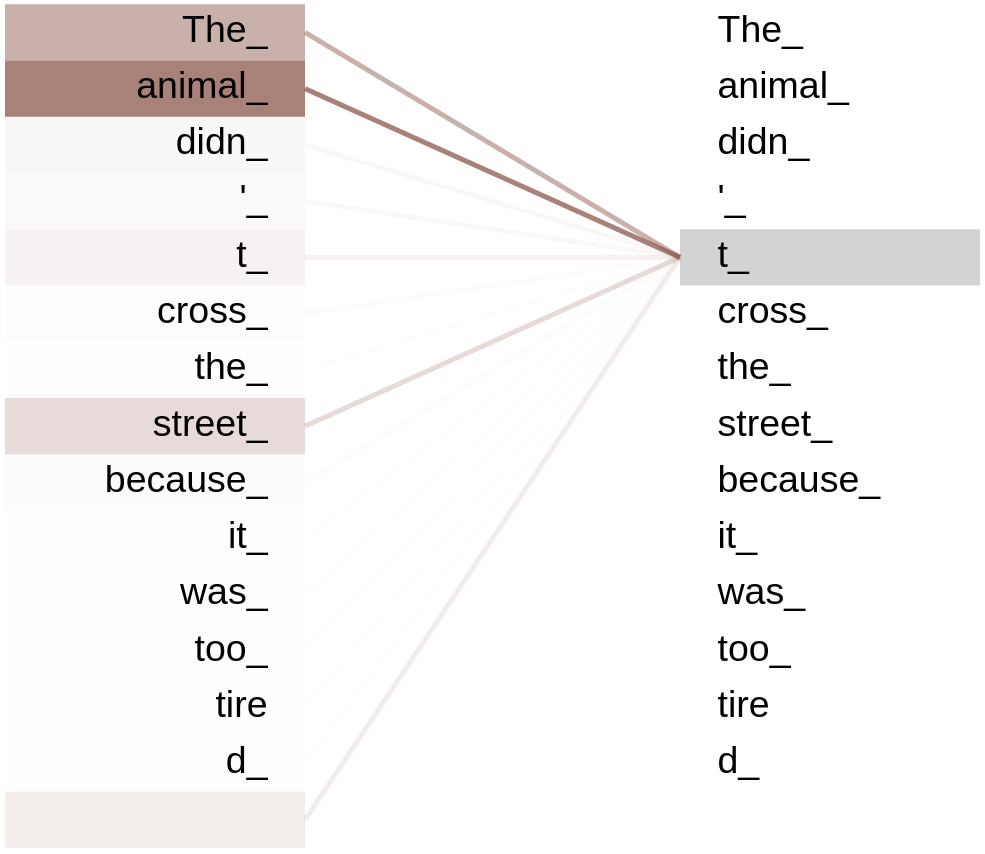 The_ The_
animal_ animal_
didn_ didn_
'_ '_
t_ t_
cross_ cross_
the_ the_
street_ street_
because_ because_
it_ it_
was_ was_
too_ too_
tire tire
d_ d_